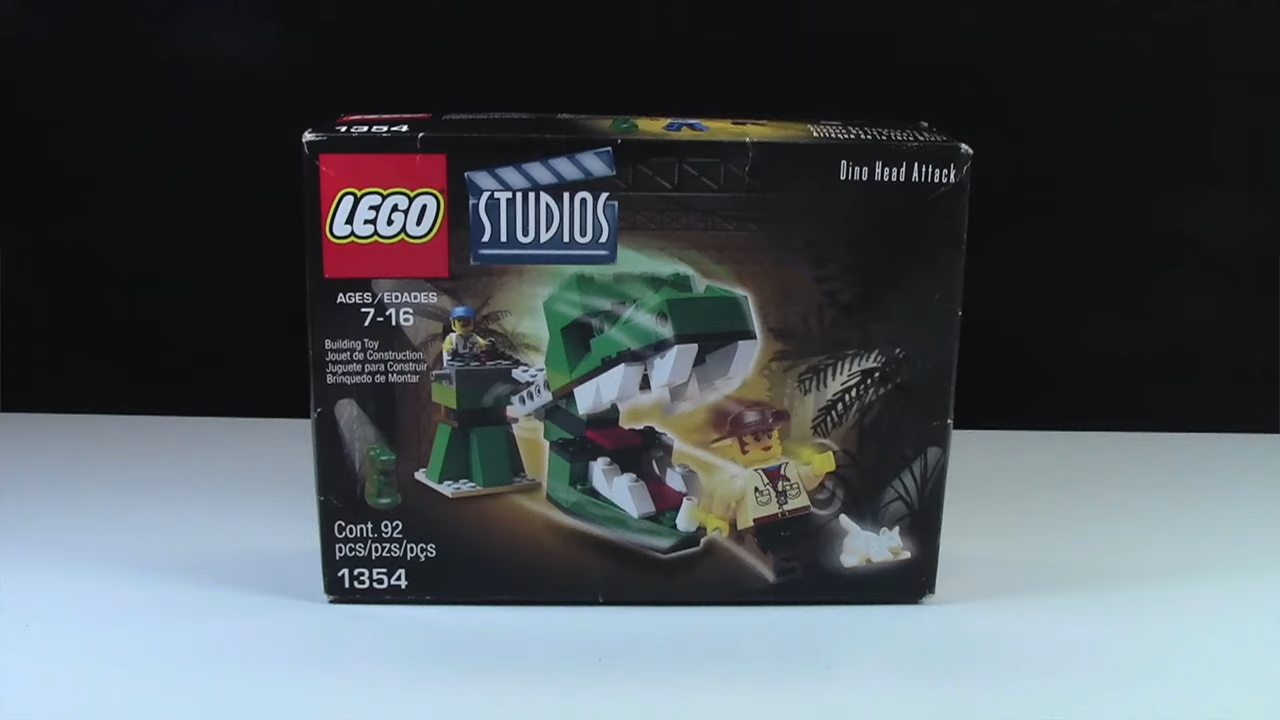 1354
LEGO
STUDIOS
Dino Head Attack
AGES/EDADES
7-16
Building Toy
Jouet de Construction
Juguete para Construir
Brinquedo de Montar
Cont. 92
pcs/pzs/pçs
1354